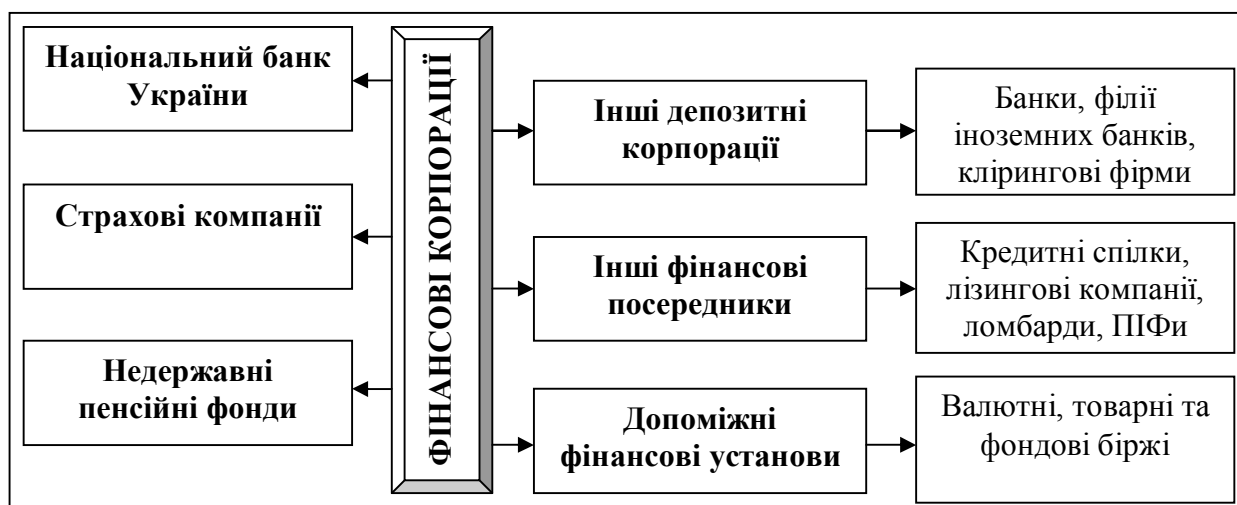 Національний банк
України
Страхові компанії
Недержавні
пенсійні фонди
ФІНАНСОВІ КОРПОРАЦІЇ
Інші депозитні
корпорації
Інші фінансові
посередники
Допоміжні
фінансові установи
Банки, філії
іноземних банків,
клірингові фірми
Кредитні спілки,
лізингові компанії,
ломбарди, ПІФи
Валютні, товарні та
фондові біржі